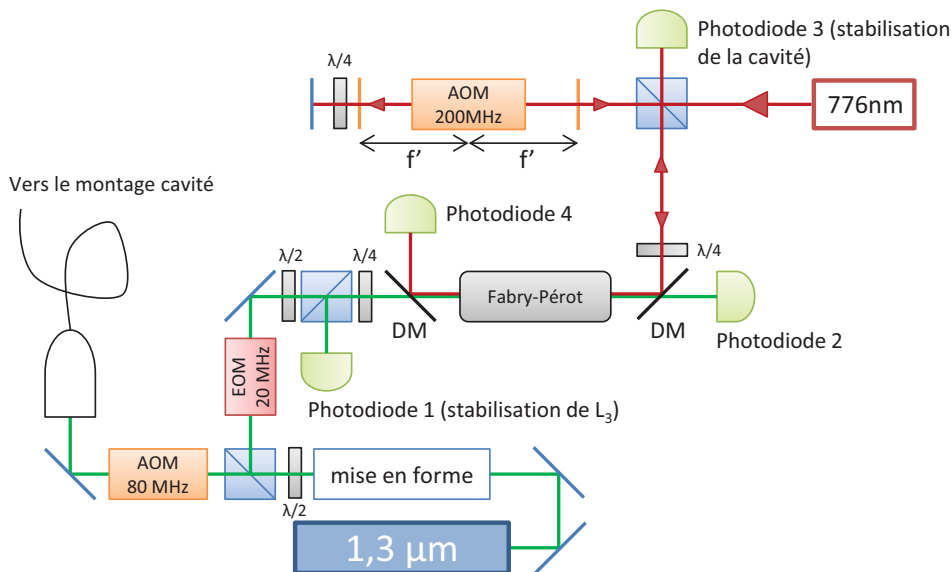 Photodiode 3 (stabilisation
de la cavité)
λ/4
AOM
200MHz
776nm
f'
f'
Vers le montage cavité
Photodiode 4
λ/4
λ/2
λ/4
Fabry-Pérot
DM
DM
Photodiode 2
EOM
20 MHz
Photodiode 1 (stabilisation de L₃)
AOM
80 MHz
mise en forme
λ/2
1,3 µm